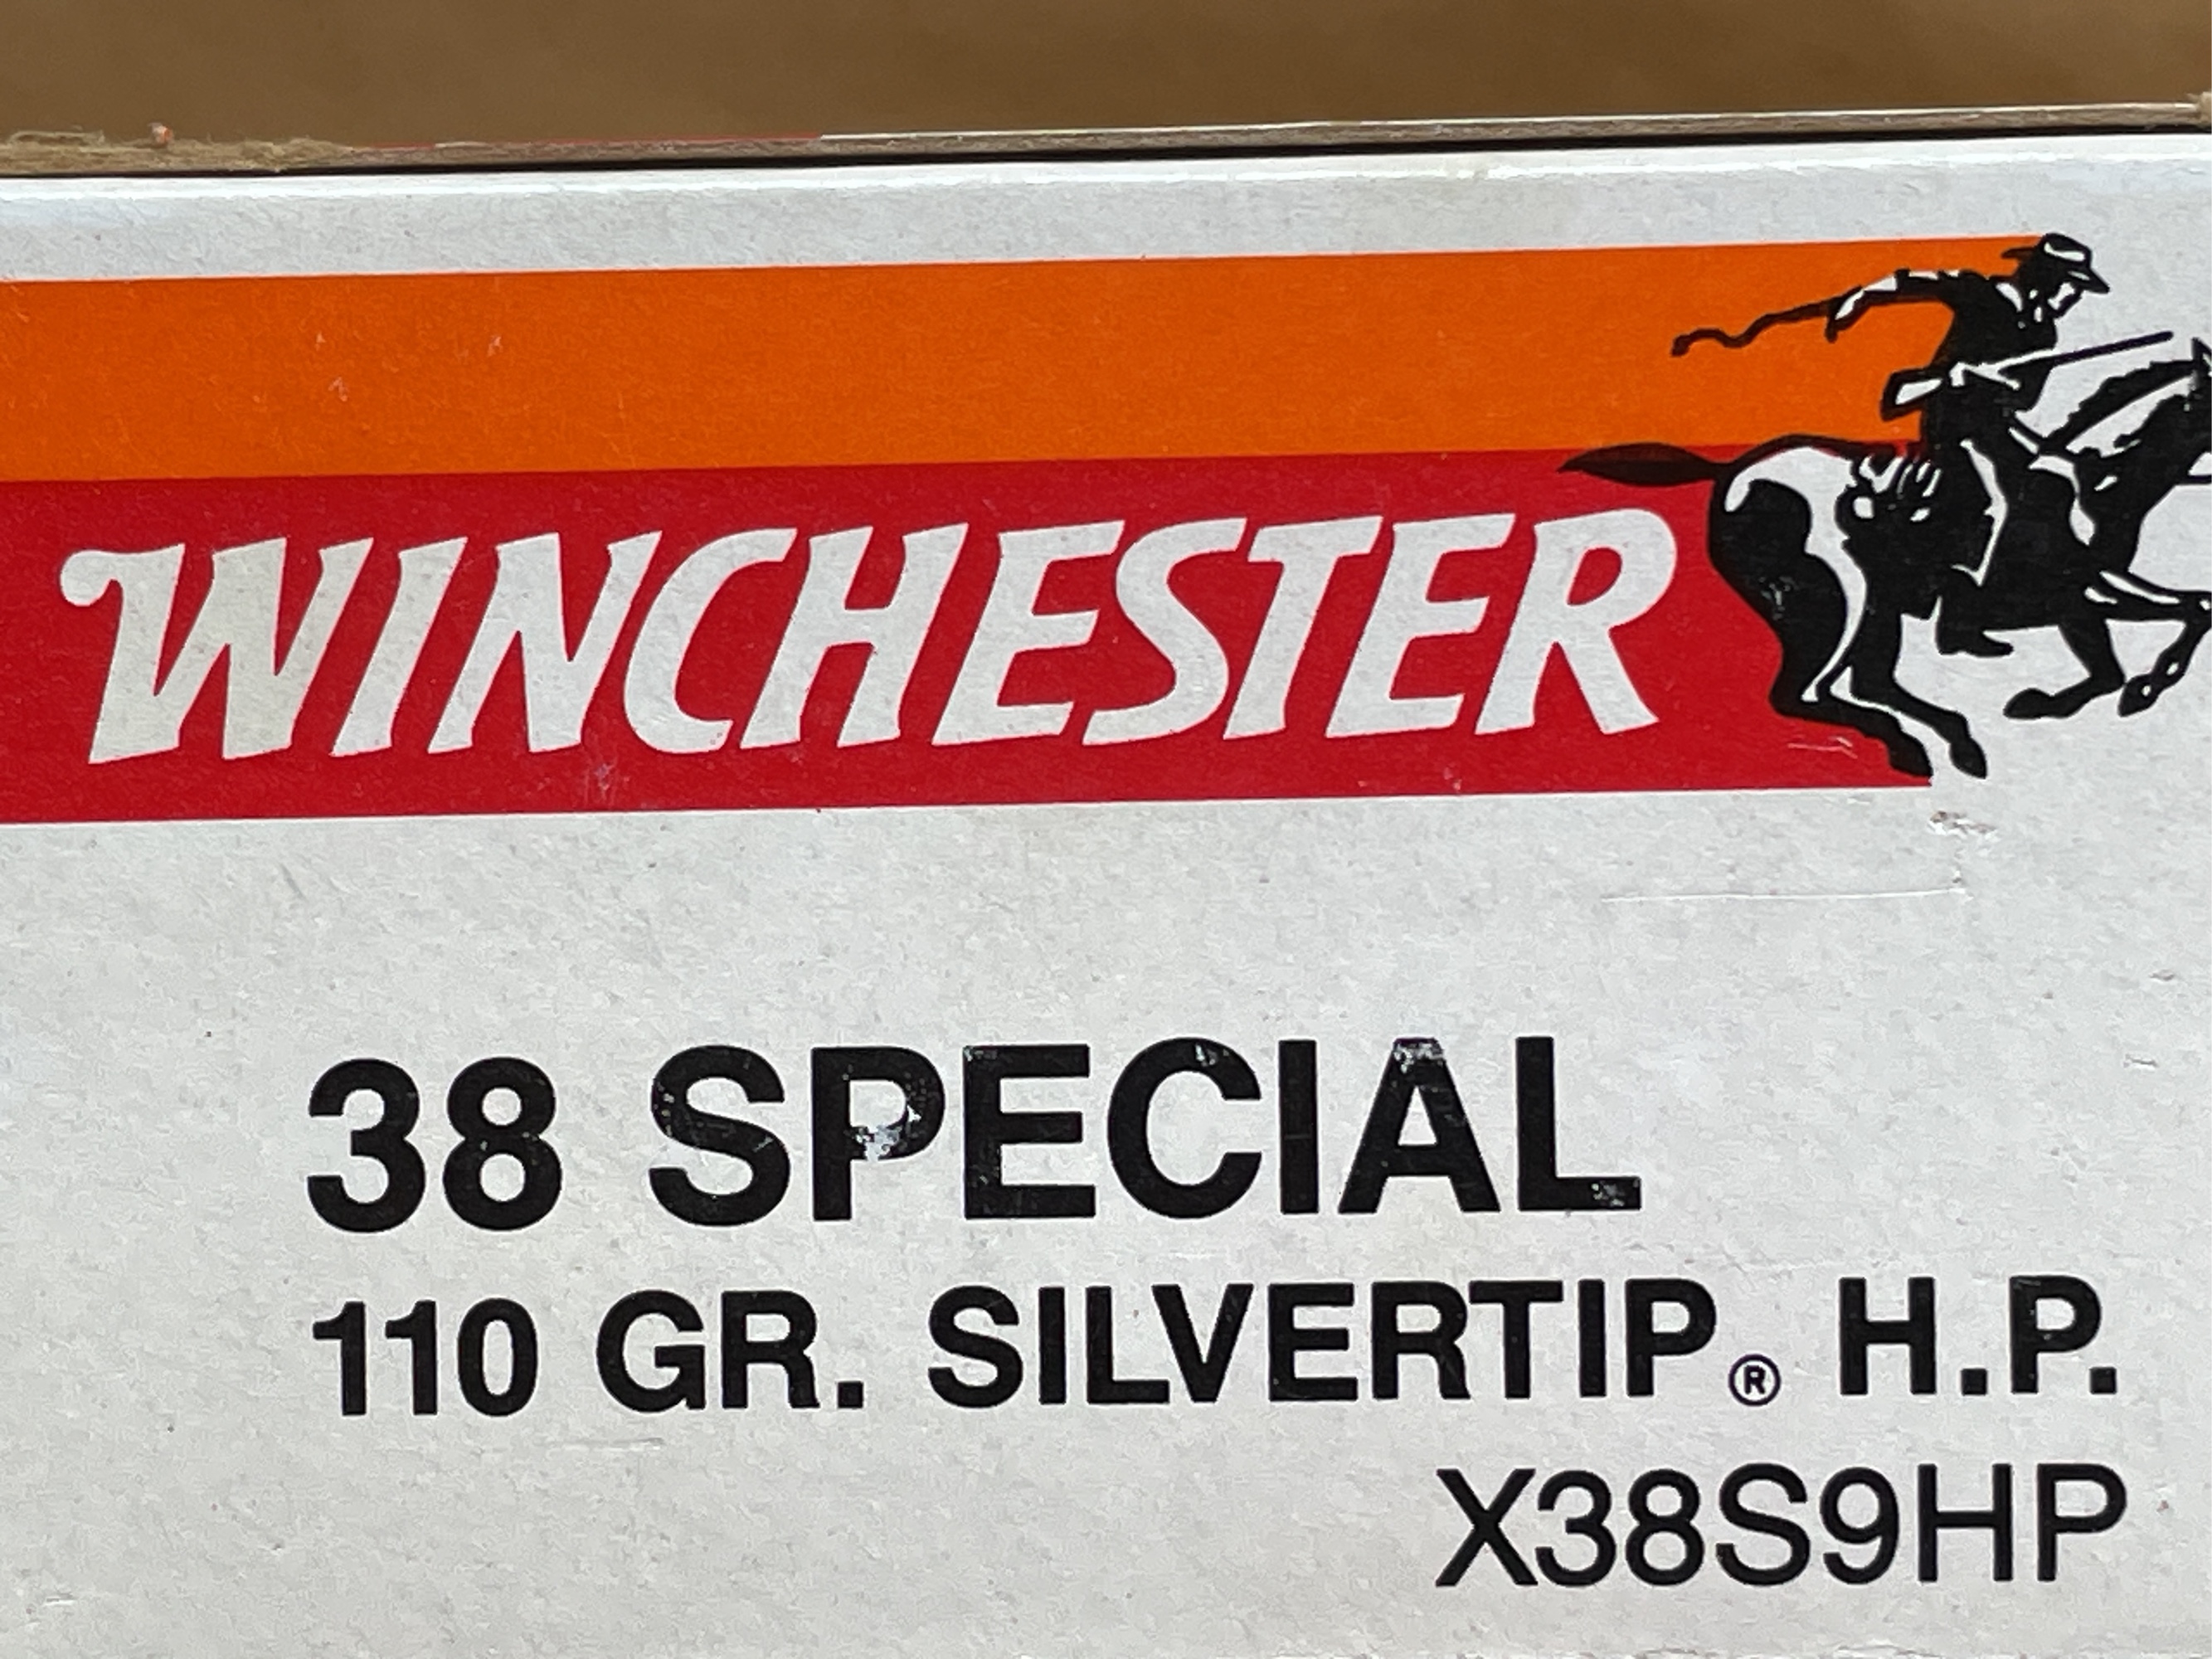 WINCHESTER
38 SPECIAL
110 GR. SILVERTIP® H.P.
X38S9HP